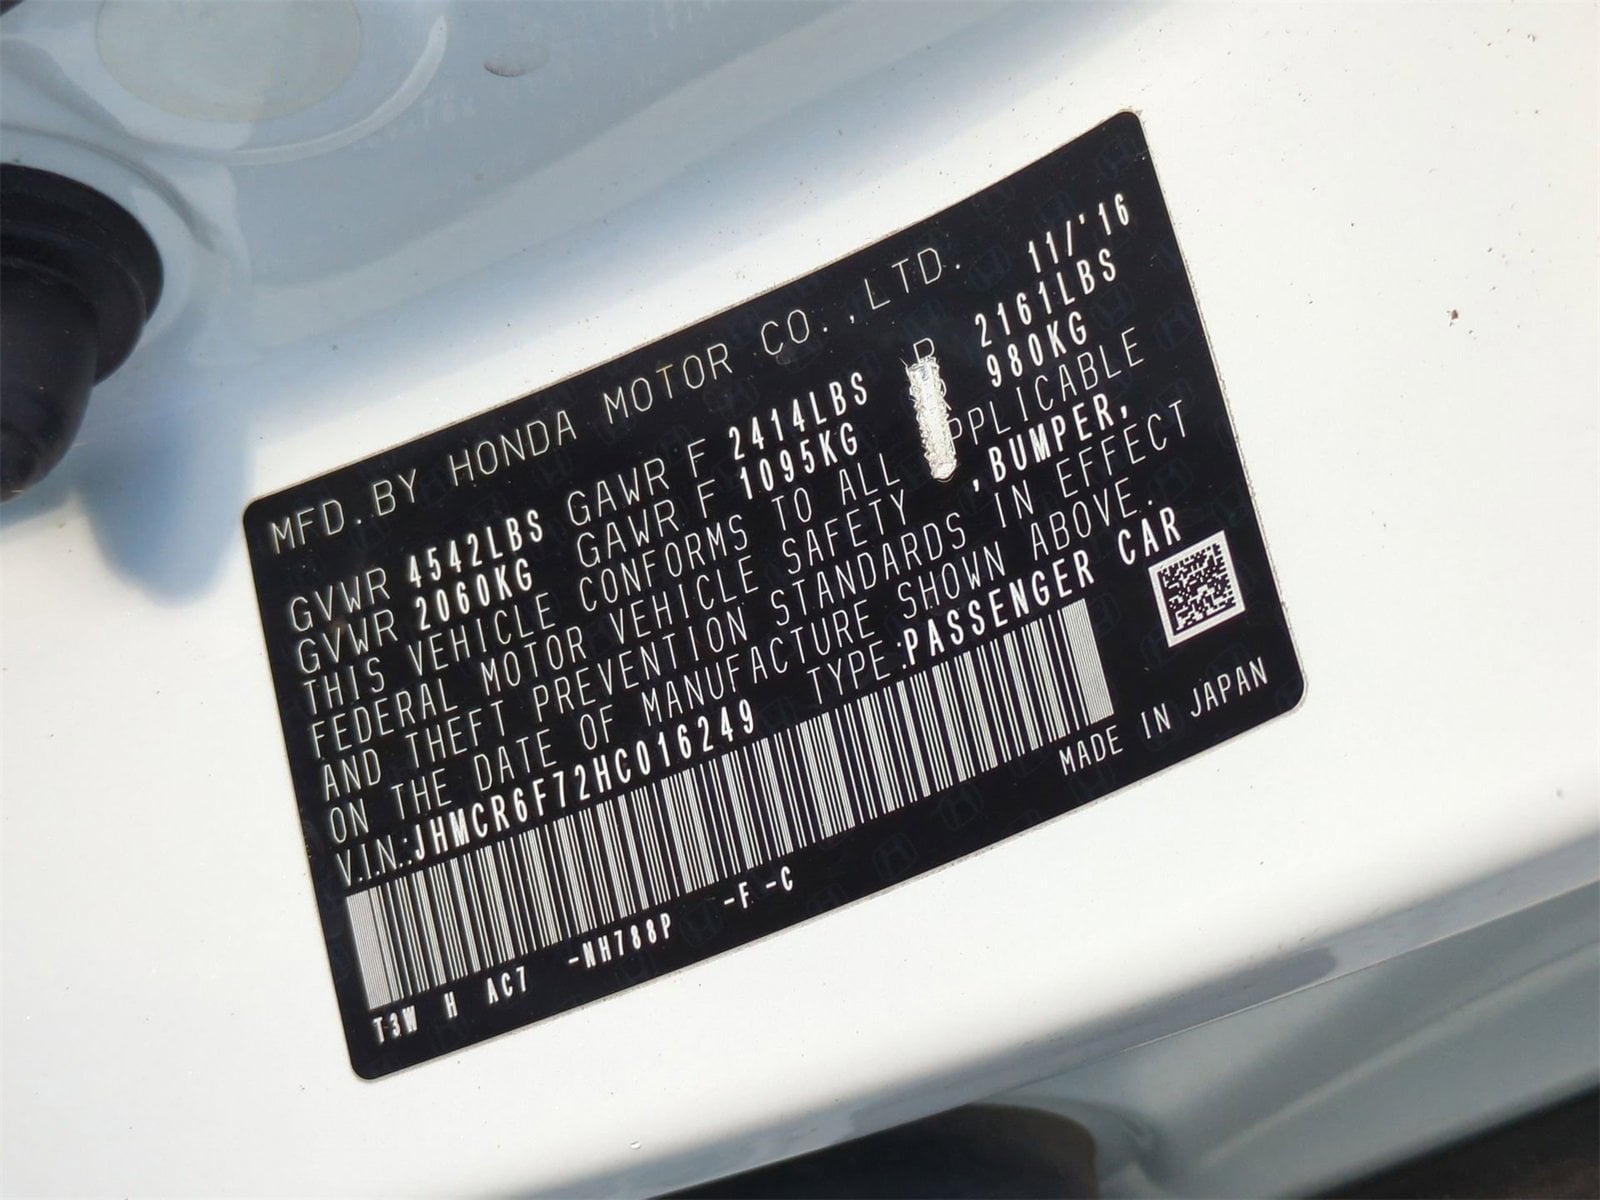 MFD.BY HONDA MOTOR CO.,LTD. 11/'16
GVWR 4542LBS GAWR F 2414LBS R 2161LBS
GVWR 2060KG GAWR F 1095KG 980KG
THIS VEHICLE CONFORMS TO ALL PPLICABLE
FEDERAL MOTOR VEHICLE SAFETY ,BUMPER,
AND THEFT PREVENTION STANDARDS IN EFFECT
ON THE DATE OF MANUFACTURE SHOWN ABOVE.
V.I.N.:JHMCR6F72HC016249 TYPE:PASSENGER CAR
MADE IN JAPAN
T3W H AC7 -NH788P -F -C